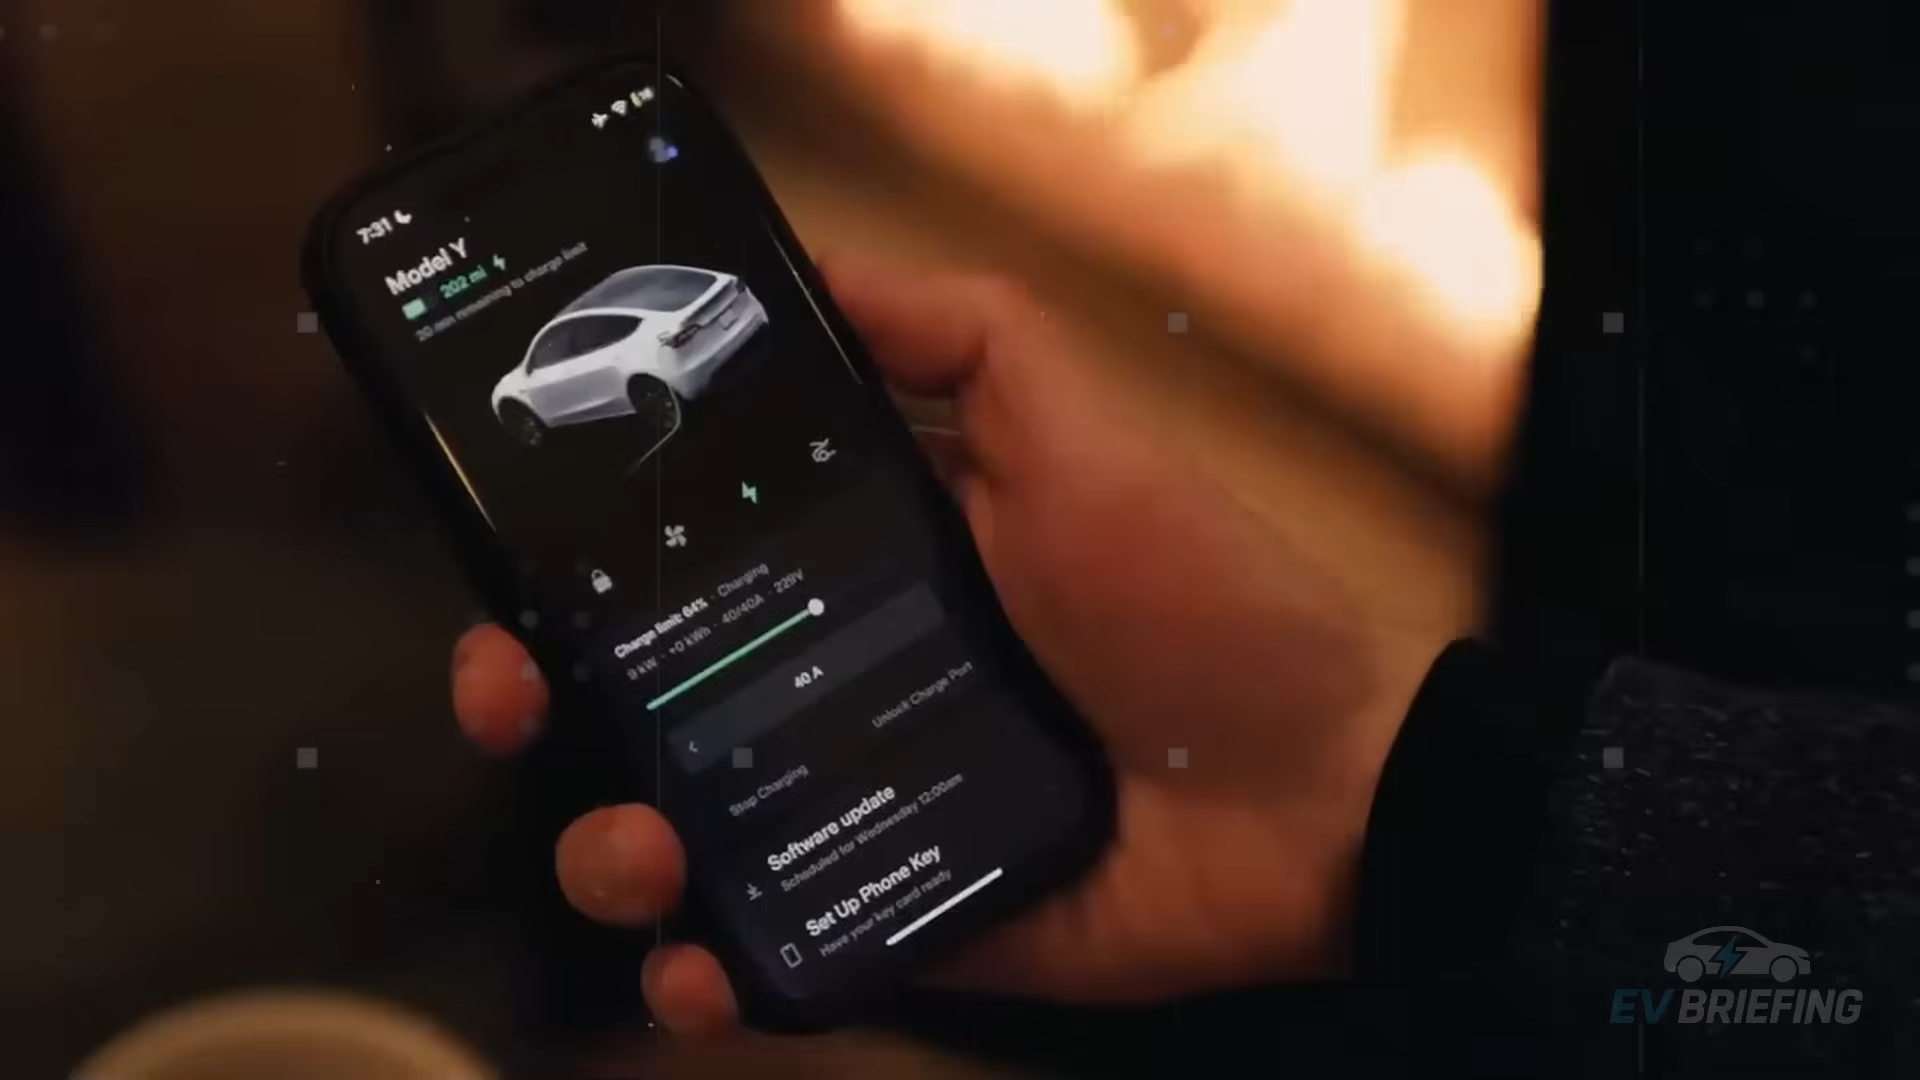 7:31
Model Y
202 mi
20 min remaining to charge limit
Charge limit: 64% · Charging
9 kW · +0 kWh · 40/40A · 229V
40 A
Unlock Charge Port
Stop Charging
Software update
Scheduled for Wednesday 12:00am
Set Up Phone Key
Have your key card ready
EV BRIEFING